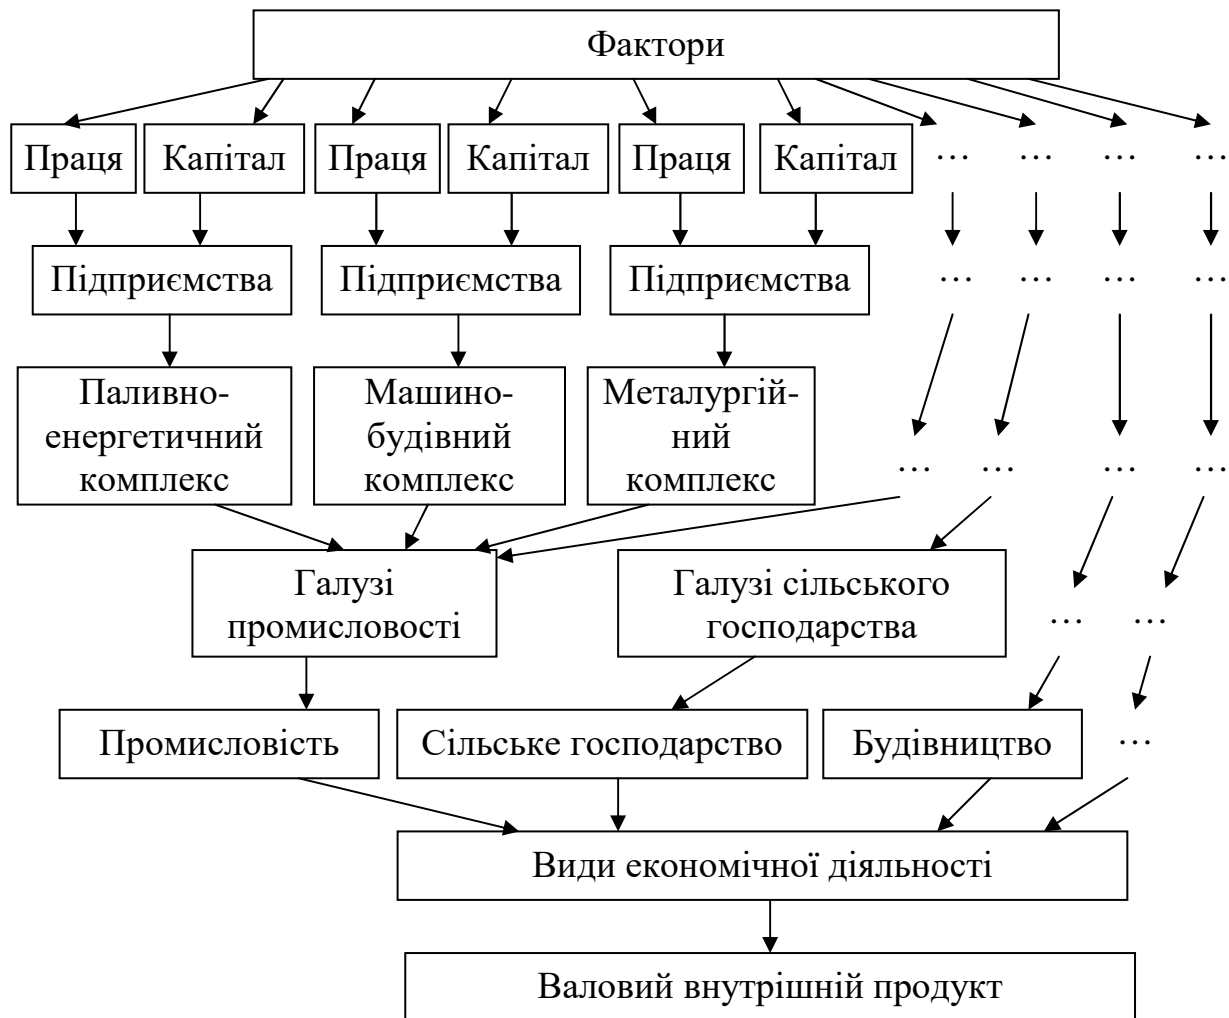 Фактори
Праця Капітал Праця Капітал Праця Капітал … … … …
Підприємства Підприємства Підприємства … … … …
Паливно-
енергетичний
комплекс
Машино-
будівний
комплекс
Металургій-
ний
комплекс
… … … …
Галузі
промисловості
Галузі сільського
господарства
… …
Промисловість Сільське господарство Будівництво …
Види економічної діяльності
Валовий внутрішній продукт